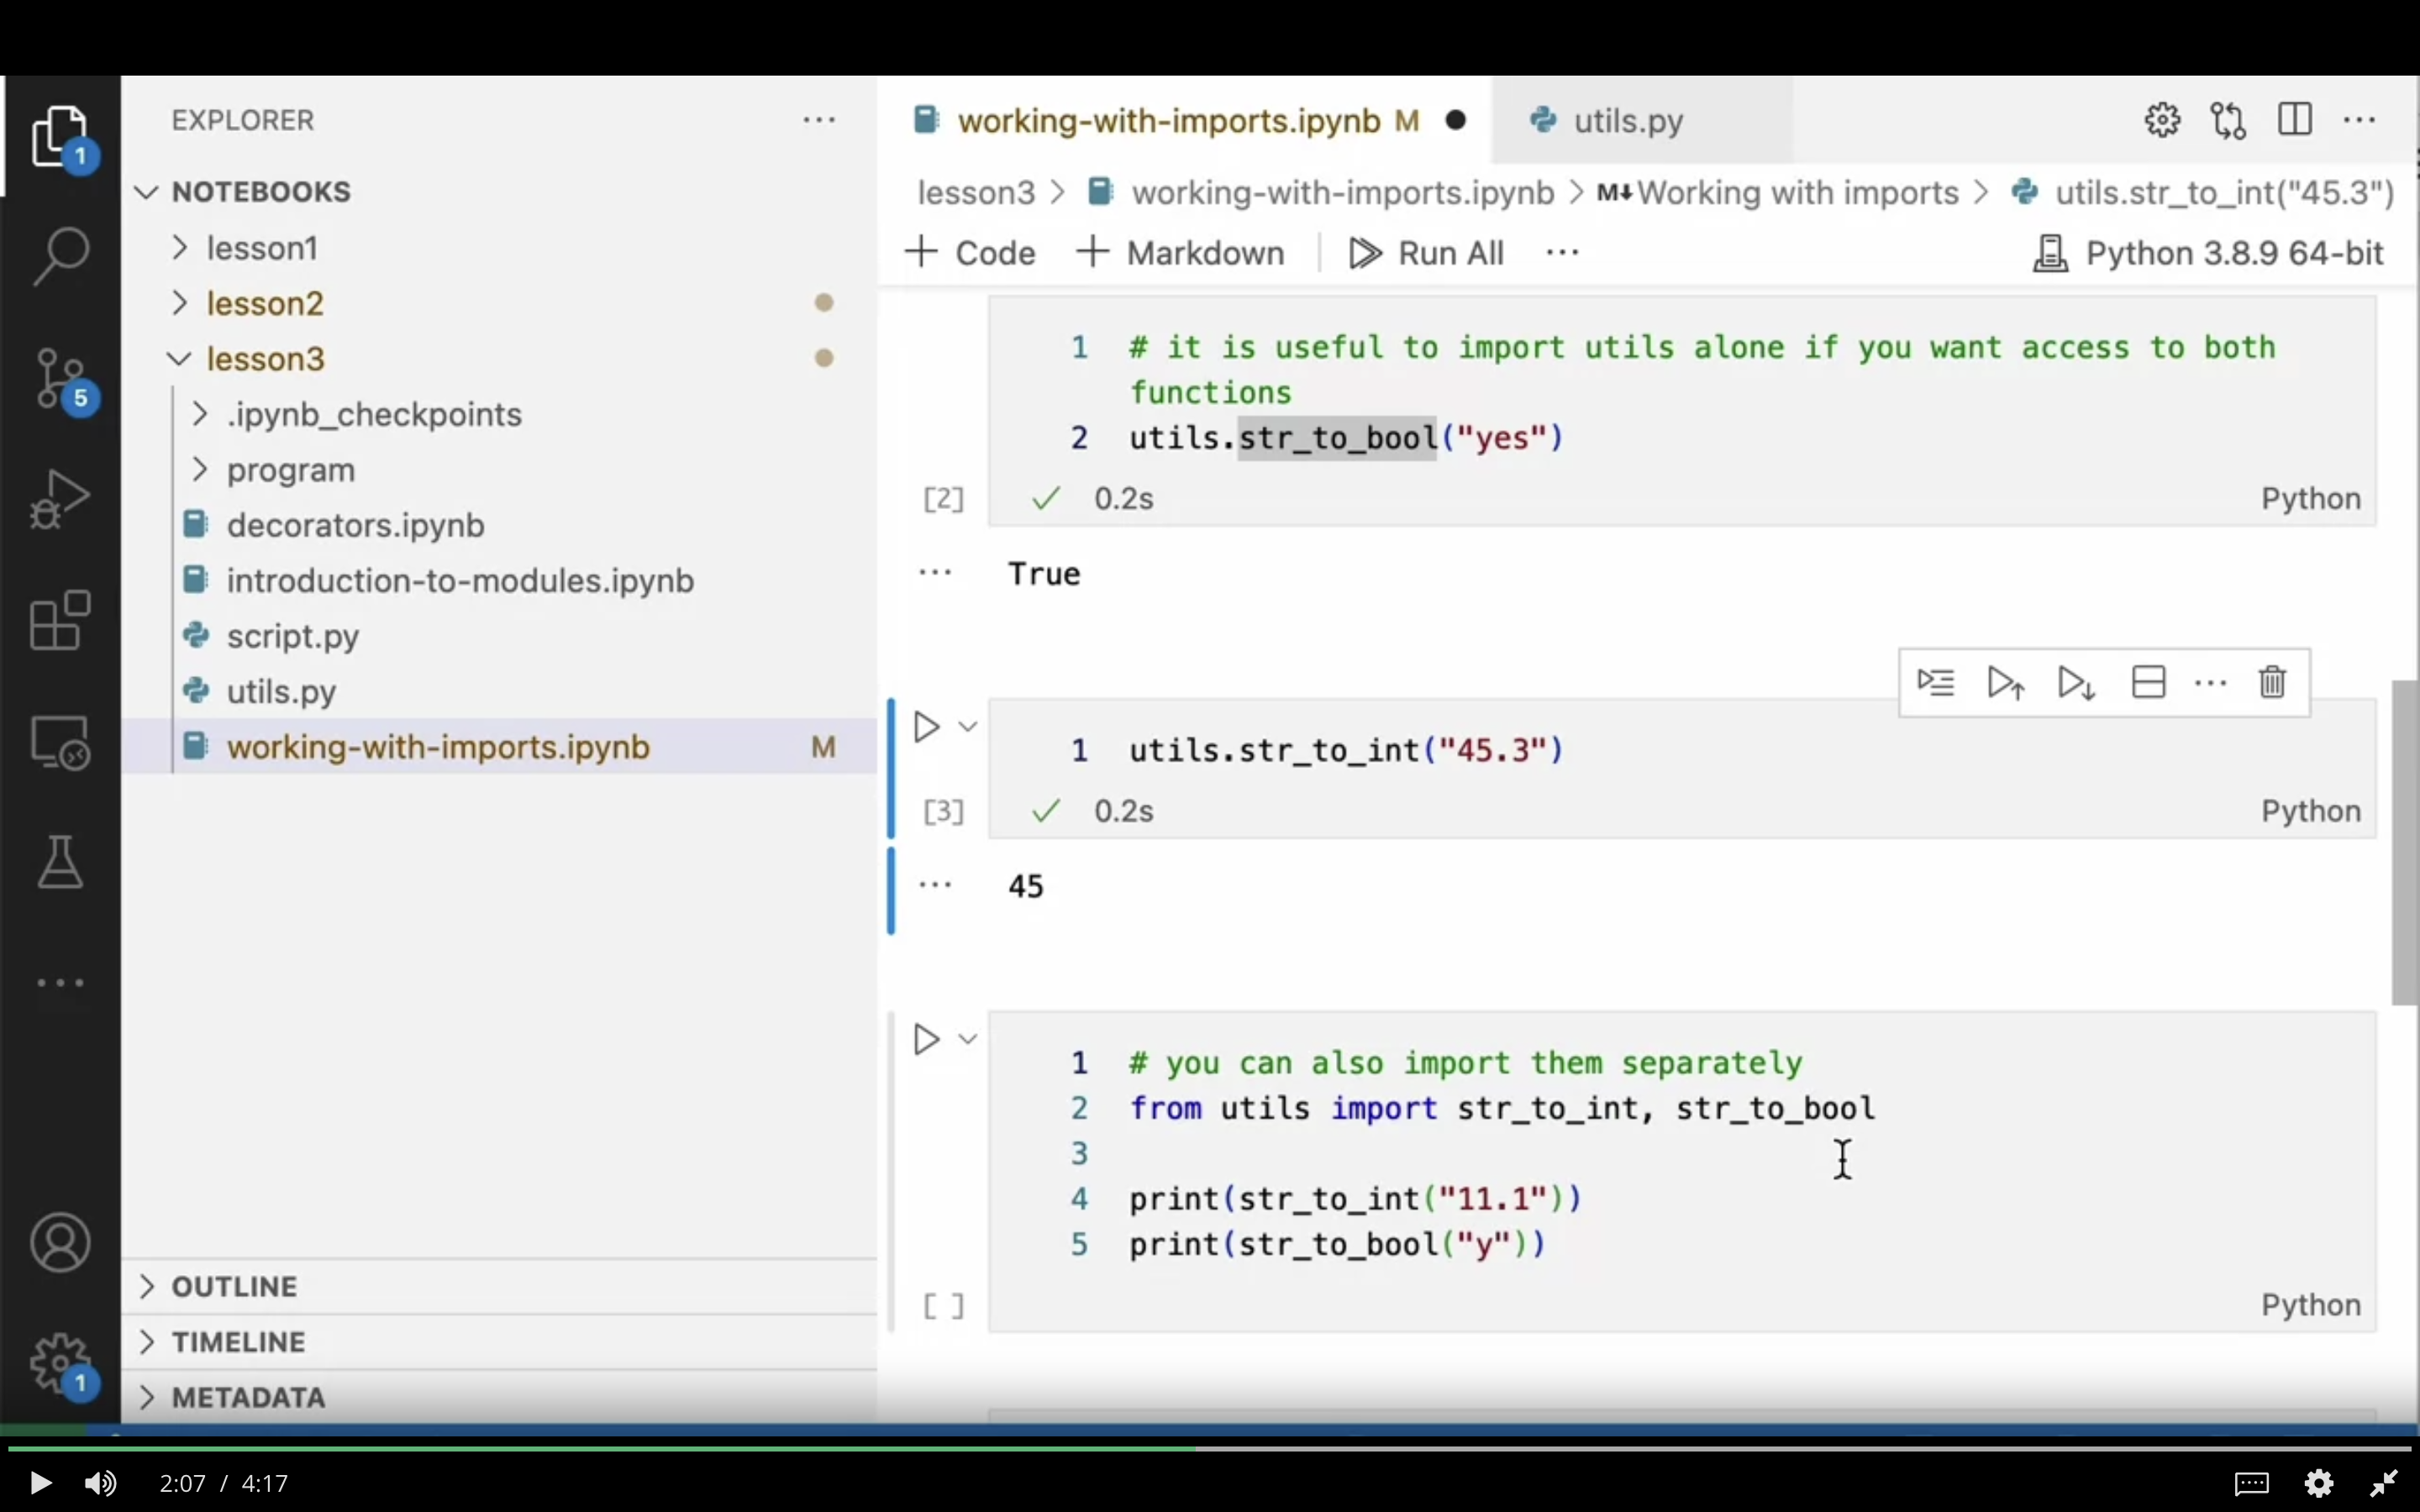 EXPLORER
NOTEBOOKS
lesson1
lesson2
lesson3
.ipynb_checkpoints
program
decorators.ipynb
introduction-to-modules.ipynb
script.py
utils.py
working-with-imports.ipynb M
OUTLINE
TIMELINE
METADATA
1
5
1
working-with-imports.ipynb M
utils.py
lesson3 > working-with-imports.ipynb > M↓Working with imports > utils.str_to_int("45.3")
+ Code + Markdown Run All ... Python 3.8.9 64-bit
1 # it is useful to import utils alone if you want access to both
functions
2 utils.str_to_bool("yes")
[2] ✓ 0.2s Python
... True
1 utils.str_to_int("45.3")
[3] ✓ 0.2s Python
... 45
1 # you can also import them separately
2 from utils import str_to_int, str_to_bool
3
4 print(str_to_int("11.1"))
5 print(str_to_bool("y"))
[ ] Python
2:07 / 4:17